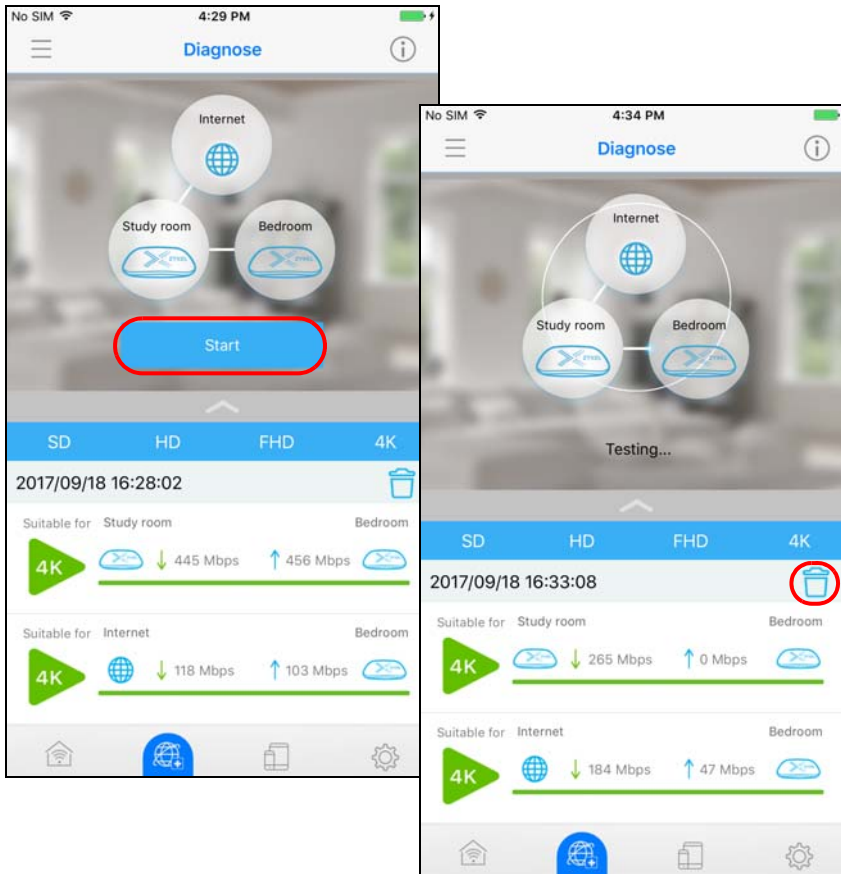 No SIM 4:29 PM
Diagnose
Internet
Study room Bedroom
ZYXEL ZYXEL
Start
SD HD FHD 4K
2017/09/18 16:28:02
Suitable for Study room Bedroom
4K 445 Mbps 456 Mbps
Suitable for Internet Bedroom
4K 118 Mbps 103 Mbps
No SIM 4:34 PM
Diagnose
Internet
Study room Bedroom
ZYXEL ZYXEL
Testing...
SD HD FHD 4K
2017/09/18 16:33:08
Suitable for Study room Bedroom
4K 265 Mbps 0 Mbps
Suitable for Internet Bedroom
4K 184 Mbps 47 Mbps